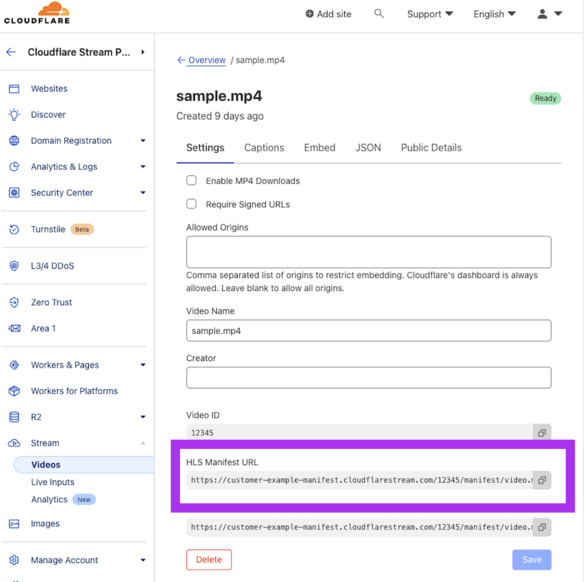 CLOUDFLARE
Add site
Support
English
Cloudflare Stream P...
Websites
Discover
Domain Registration
Analytics & Logs
Security Center
Turnstile Beta
L3/4 DDoS
Zero Trust
Area 1
Workers & Pages
Workers for Platforms
R2
Stream
Videos
Live Inputs
Analytics New
Images
Manage Account
Overview / sample.mp4
sample.mp4
Ready
Created 9 days ago
Settings Captions Embed JSON Public Details
Enable MP4 Downloads
Require Signed URLs
Allowed Origins
Comma separated list of origins to restrict embedding. Cloudflare's dashboard is always
allowed. Leave blank to allow all origins.
Video Name
sample.mp4
Creator
Video ID
12345
HLS Manifest URL
https://customer-example-manifest.cloudflarestream.com/12345/manifest/video.
https://customer-example-manifest.cloudflarestream.com/12345/manifest/video.
Delete
Save